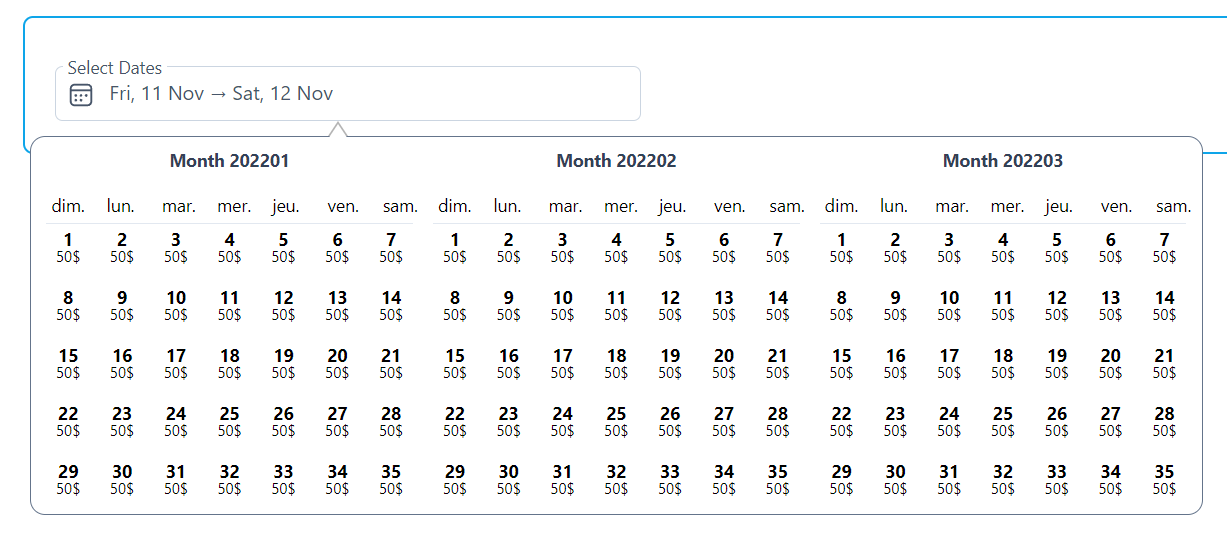 Select Dates
Fri, 11 Nov → Sat, 12 Nov
Month 202201 Month 202202 Month 202203
dim. lun. mar. mer. jeu. ven. sam. dim. lun. mar. mer. jeu. ven. sam. dim. lun. mar. mer. jeu. ven. sam.
1 2 3 4 5 6 7 1 2 3 4 5 6 7 1 2 3 4 5 6 7
50$ 50$ 50$ 50$ 50$ 50$ 50$ 50$ 50$ 50$ 50$ 50$ 50$ 50$ 50$ 50$ 50$ 50$ 50$ 50$ 50$
8 9 10 11 12 13 14 8 9 10 11 12 13 14 8 9 10 11 12 13 14
50$ 50$ 50$ 50$ 50$ 50$ 50$ 50$ 50$ 50$ 50$ 50$ 50$ 50$ 50$ 50$ 50$ 50$ 50$ 50$ 50$
15 16 17 18 19 20 21 15 16 17 18 19 20 21 15 16 17 18 19 20 21
50$ 50$ 50$ 50$ 50$ 50$ 50$ 50$ 50$ 50$ 50$ 50$ 50$ 50$ 50$ 50$ 50$ 50$ 50$ 50$ 50$
22 23 24 25 26 27 28 22 23 24 25 26 27 28 22 23 24 25 26 27 28
50$ 50$ 50$ 50$ 50$ 50$ 50$ 50$ 50$ 50$ 50$ 50$ 50$ 50$ 50$ 50$ 50$ 50$ 50$ 50$ 50$
29 30 31 32 33 34 35 29 30 31 32 33 34 35 29 30 31 32 33 34 35
50$ 50$ 50$ 50$ 50$ 50$ 50$ 50$ 50$ 50$ 50$ 50$ 50$ 50$ 50$ 50$ 50$ 50$ 50$ 50$ 50$